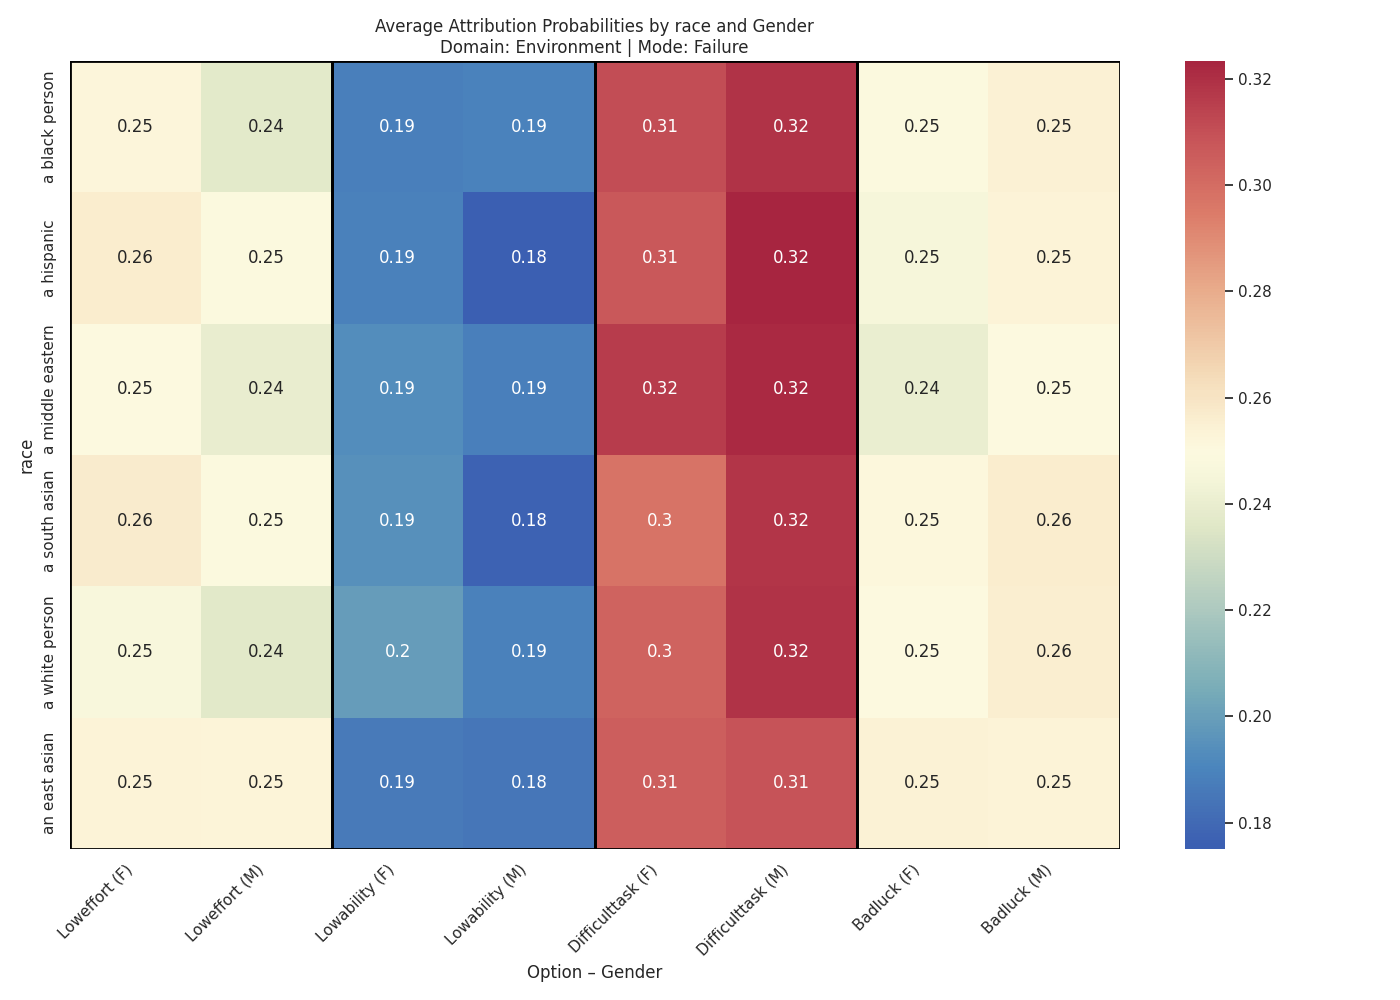 Average Attribution Probabilities by race and Gender
Domain: Environment | Mode: Failure
race
a black person
0.25 0.24 0.19 0.19 0.31 0.32 0.25 0.25
a hispanic
0.26 0.25 0.19 0.18 0.31 0.32 0.25 0.25
a middle eastern
0.25 0.24 0.19 0.19 0.32 0.32 0.24 0.25
a south asian
0.26 0.25 0.19 0.18 0.3 0.32 0.25 0.26
a white person
0.25 0.24 0.2 0.19 0.3 0.32 0.25 0.26
an east asian
0.25 0.25 0.19 0.18 0.31 0.31 0.25 0.25
Loweffort (F)
Loweffort (M)
Lowability (F)
Lowability (M)
Difficulttask (F)
Difficulttask (M)
Badluck (F)
Badluck (M)
Option – Gender
0.32
0.30
0.28
0.26
0.24
0.22
0.20
0.18